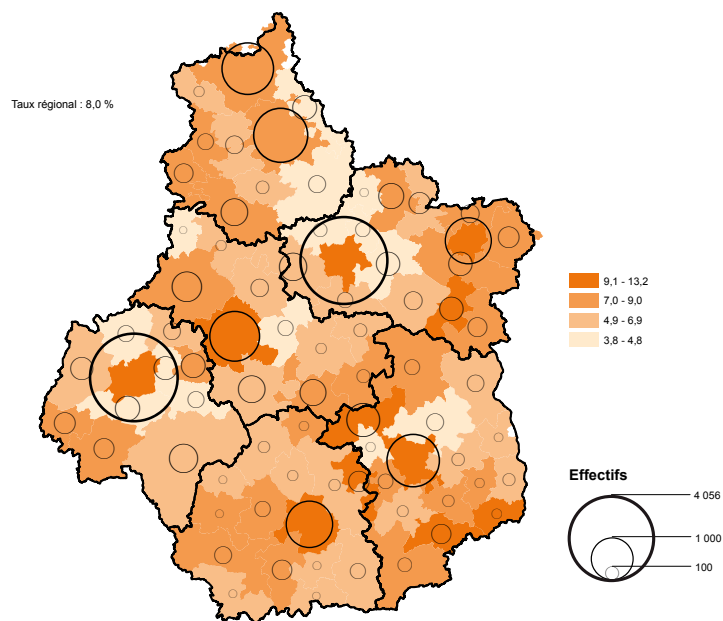 Taux régional : 8,0 %
9,1 - 13,2
7,0 - 9,0
4,9 - 6,9
3,8 - 4,8
Effectifs
4 056
1 000
100